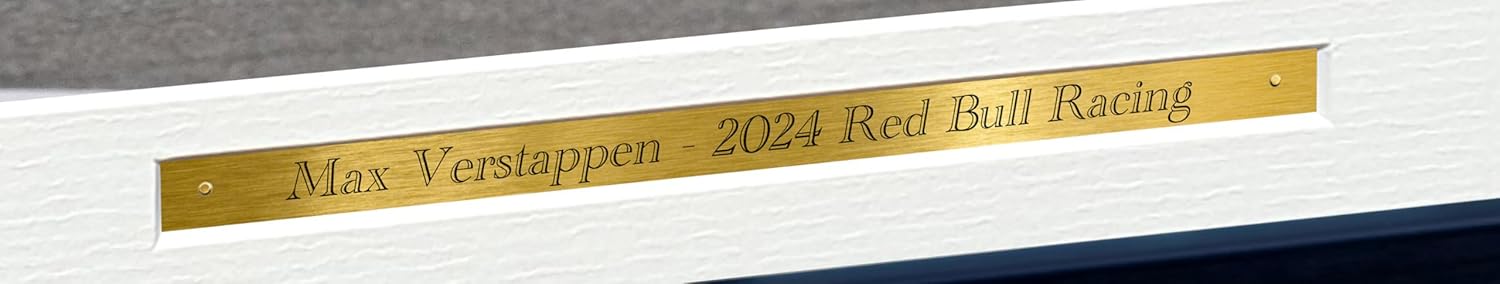 Max Verstappen - 2024 Red Bull Racing